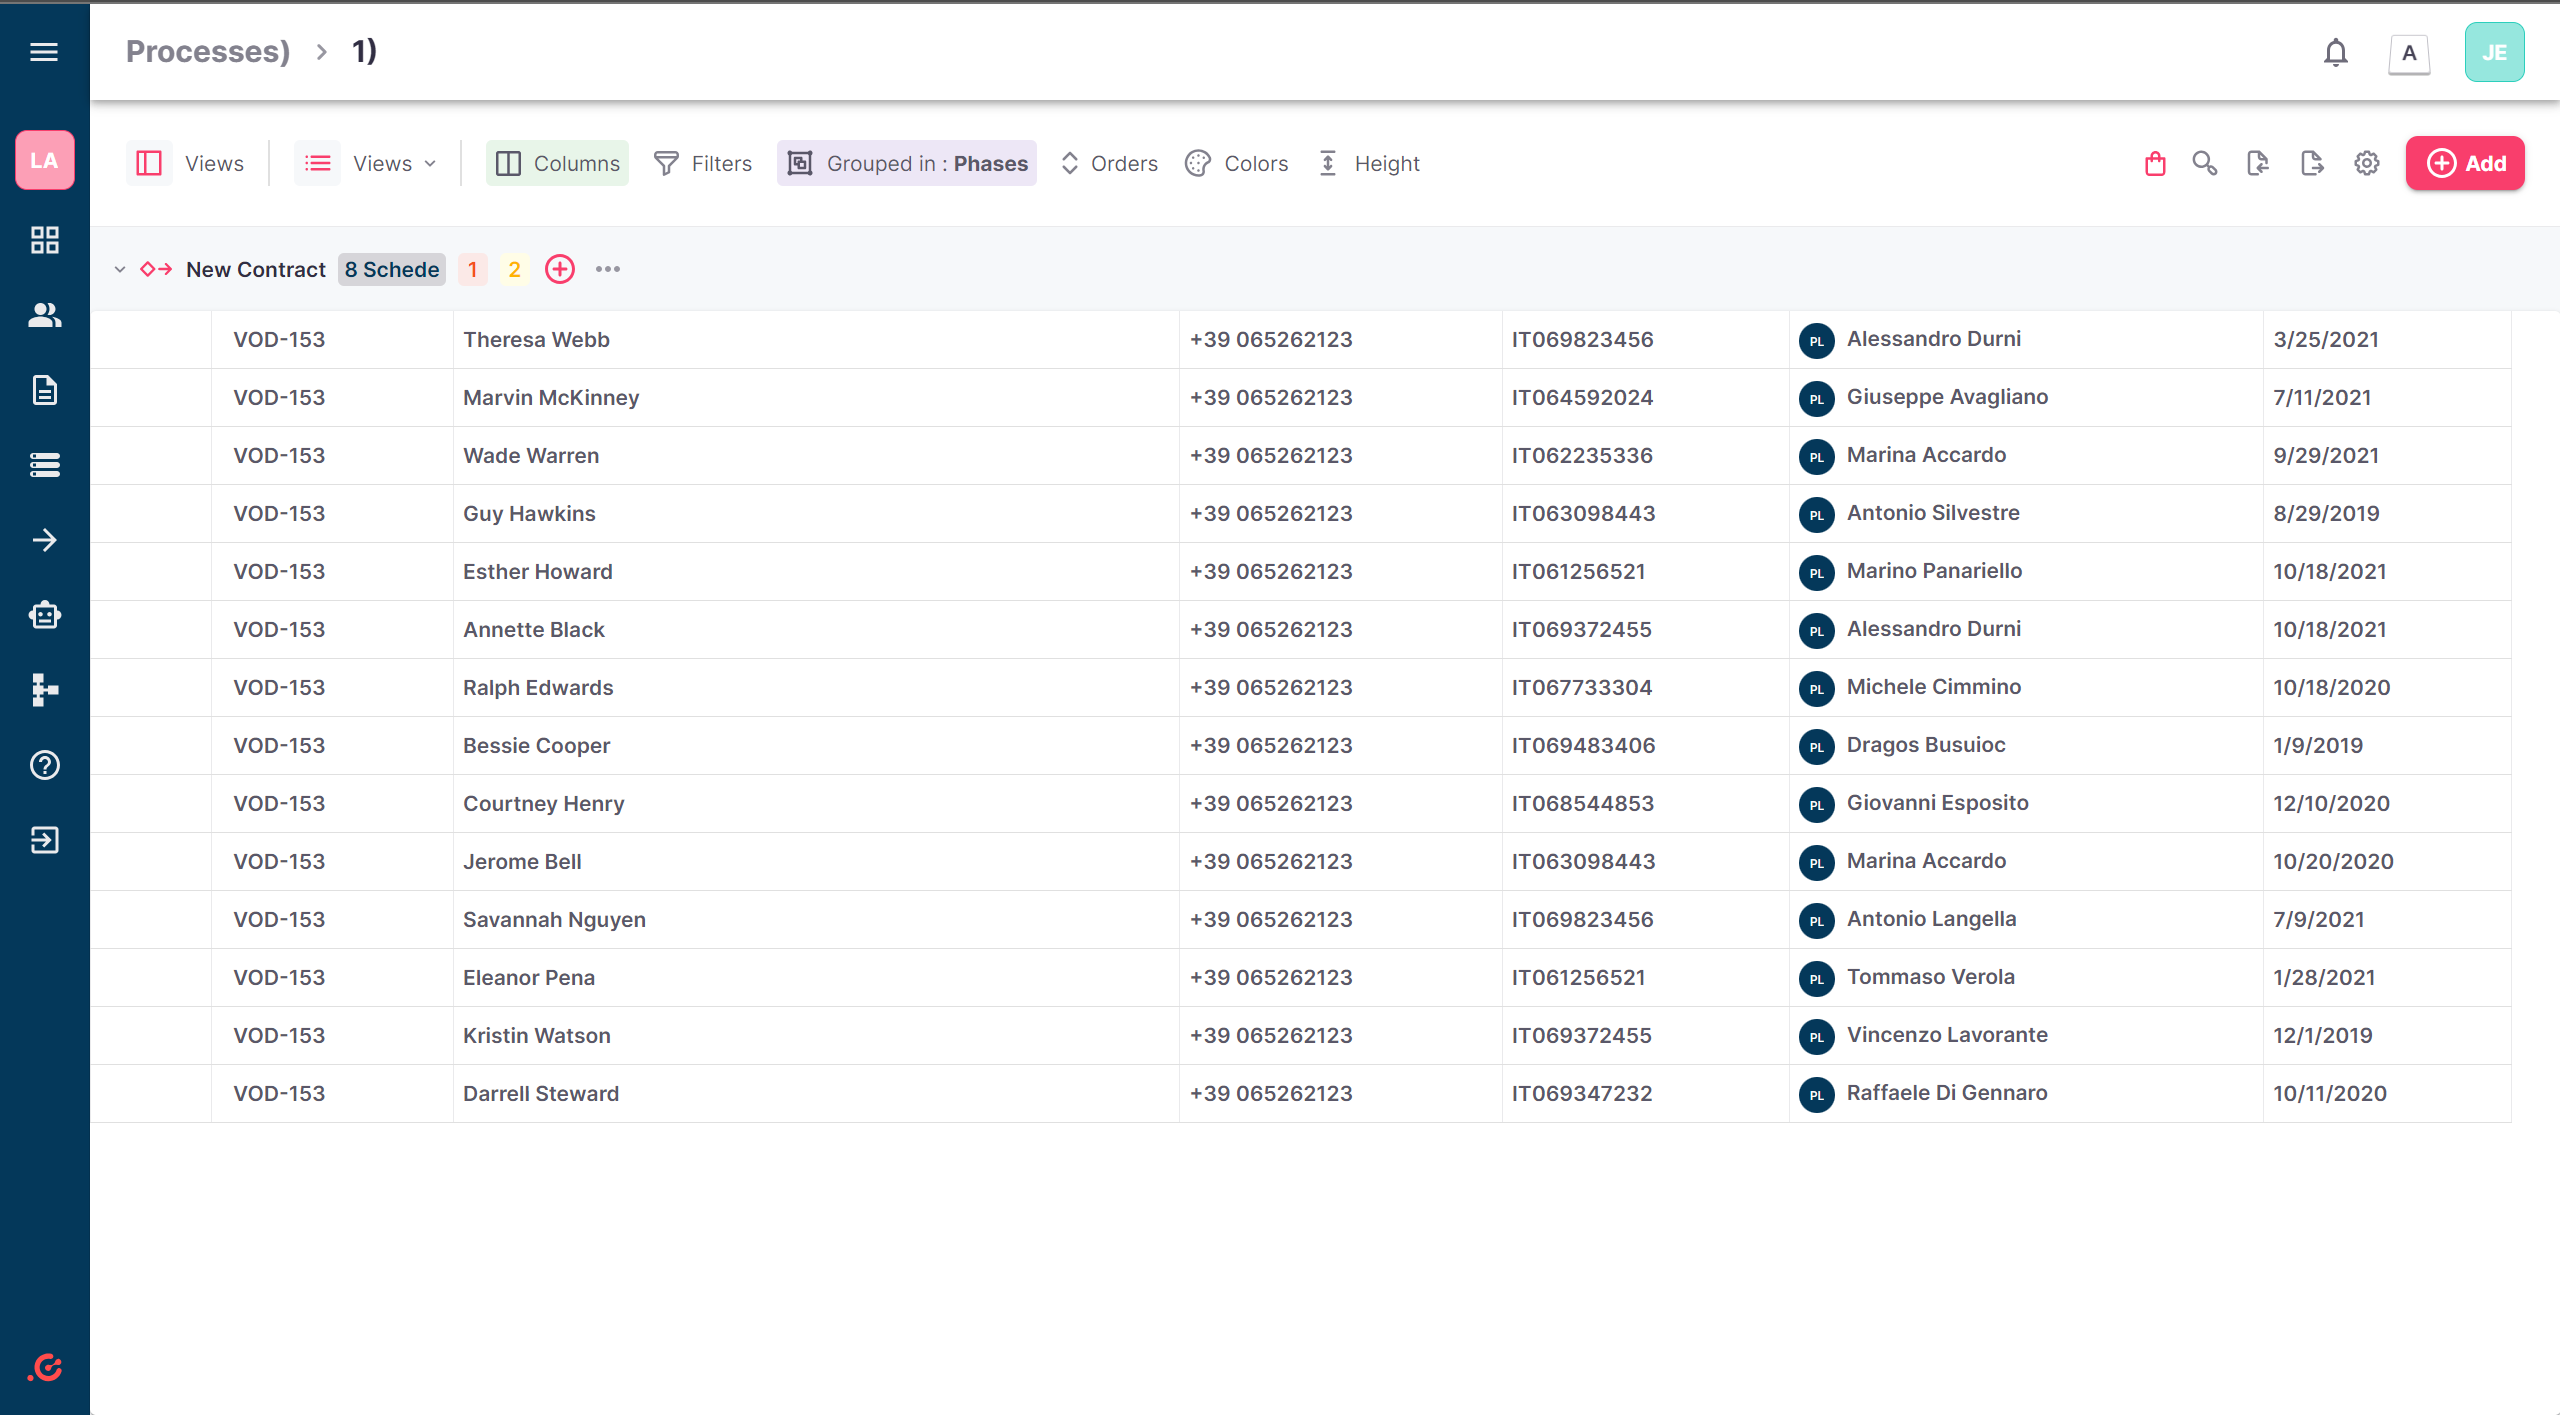 Processes) > 1)
A
JE
LA
Views
Views
Columns
Filters
Grouped in : Phases
Orders
Colors
Height
Add
New Contract 8 Schede 1 2
VOD-153 Theresa Webb +39 065262123 IT069823456 PL Alessandro Durni 3/25/2021
VOD-153 Marvin McKinney +39 065262123 IT064592024 PL Giuseppe Avagliano 7/11/2021
VOD-153 Wade Warren +39 065262123 IT062235336 PL Marina Accardo 9/29/2021
VOD-153 Guy Hawkins +39 065262123 IT063098443 PL Antonio Silvestre 8/29/2019
VOD-153 Esther Howard +39 065262123 IT061256521 PL Marino Panariello 10/18/2021
VOD-153 Annette Black +39 065262123 IT069372455 PL Alessandro Durni 10/18/2021
VOD-153 Ralph Edwards +39 065262123 IT067733304 PL Michele Cimmino 10/18/2020
VOD-153 Bessie Cooper +39 065262123 IT069483406 PL Dragos Busuioc 1/9/2019
VOD-153 Courtney Henry +39 065262123 IT068544853 PL Giovanni Esposito 12/10/2020
VOD-153 Jerome Bell +39 065262123 IT063098443 PL Marina Accardo 10/20/2020
VOD-153 Savannah Nguyen +39 065262123 IT069823456 PL Antonio Langella 7/9/2021
VOD-153 Eleanor Pena +39 065262123 IT061256521 PL Tommaso Verola 1/28/2021
VOD-153 Kristin Watson +39 065262123 IT069372455 PL Vincenzo Lavorante 12/1/2019
VOD-153 Darrell Steward +39 065262123 IT069347232 PL Raffaele Di Gennaro 10/11/2020